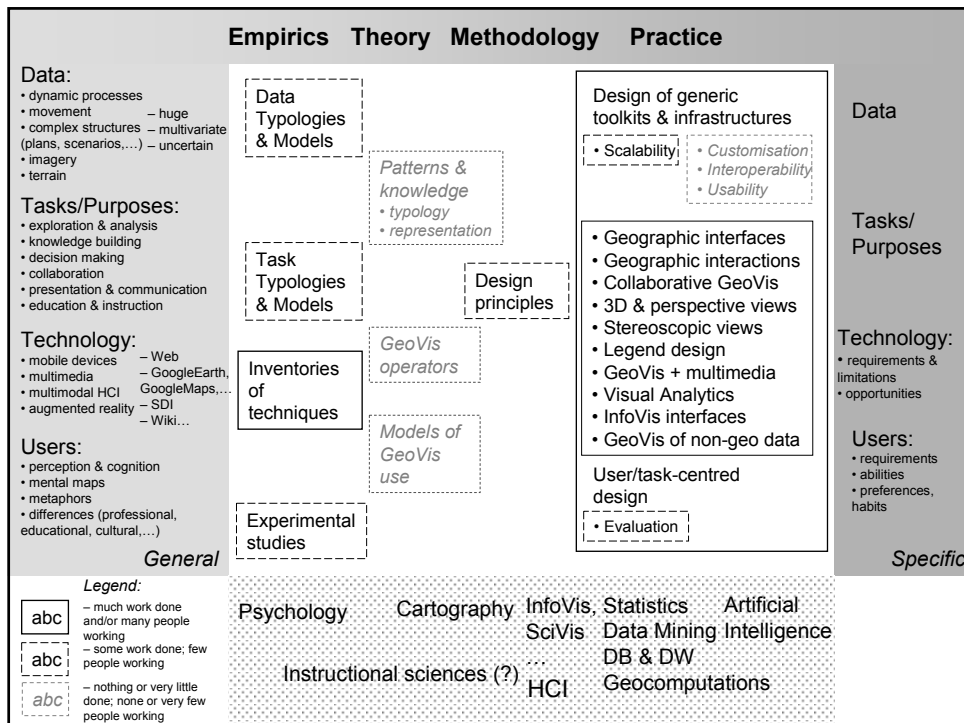 Empirics Theory Methodology Practice
Data:
• dynamic processes
• movement
• complex structures
(plans, scenarios,…)
• imagery
• terrain
– huge
– multivariate
– uncertain
Tasks/Purposes:
• exploration & analysis
• knowledge building
• decision making
• collaboration
• presentation & communication
• education & instruction
Technology:
• mobile devices
• multimedia
• multimodal HCI
• augmented reality
– Web
– GoogleEarth,
GoogleMaps,…
– SDI
– Wiki…
Users:
• perception & cognition
• mental maps
• metaphors
• differences (professional,
educational, cultural,…)
General
Data
Typologies
& Models
Patterns &
knowledge
• typology
• representation
Task
Typologies
& Models
Design
principles
GeoVis
operators
Inventories
of
techniques
Models of
GeoVis
use
Experimental
studies
Design of generic
toolkits & infrastructures
• Scalability
• Customisation
• Interoperability
• Usability
• Geographic interfaces
• Geographic interactions
• Collaborative GeoVis
• 3D & perspective views
• Stereoscopic views
• Legend design
• GeoVis + multimedia
• Visual Analytics
• InfoVis interfaces
• GeoVis of non-geo data
User/task-centred
design
• Evaluation
Data
Tasks/
Purposes
Technology:
• requirements &
limitations
• opportunities
Users:
• requirements
• abilities
• preferences,
habits
Specific
Legend:
abc
– much work done
and/or many people
working
abc
– some work done; few
people working
abc
– nothing or very little
done; none or very few
people working
Psychology
Cartography
Instructional sciences (?)
InfoVis,
SciVis
…
HCI
Statistics
Data Mining
DB & DW
Geocomputations
Artificial
Intelligence